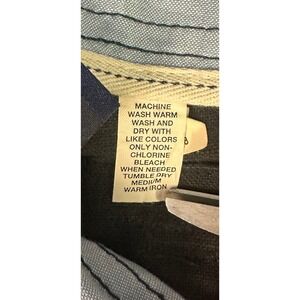 MACHINE
WASH WARM
WASH AND
DRY WITH
LIKE COLORS
ONLY NON-
CHLORINE
BLEACH
WHEN NEEDED
TUMBLE DRY
MEDIUM
WARM IRON